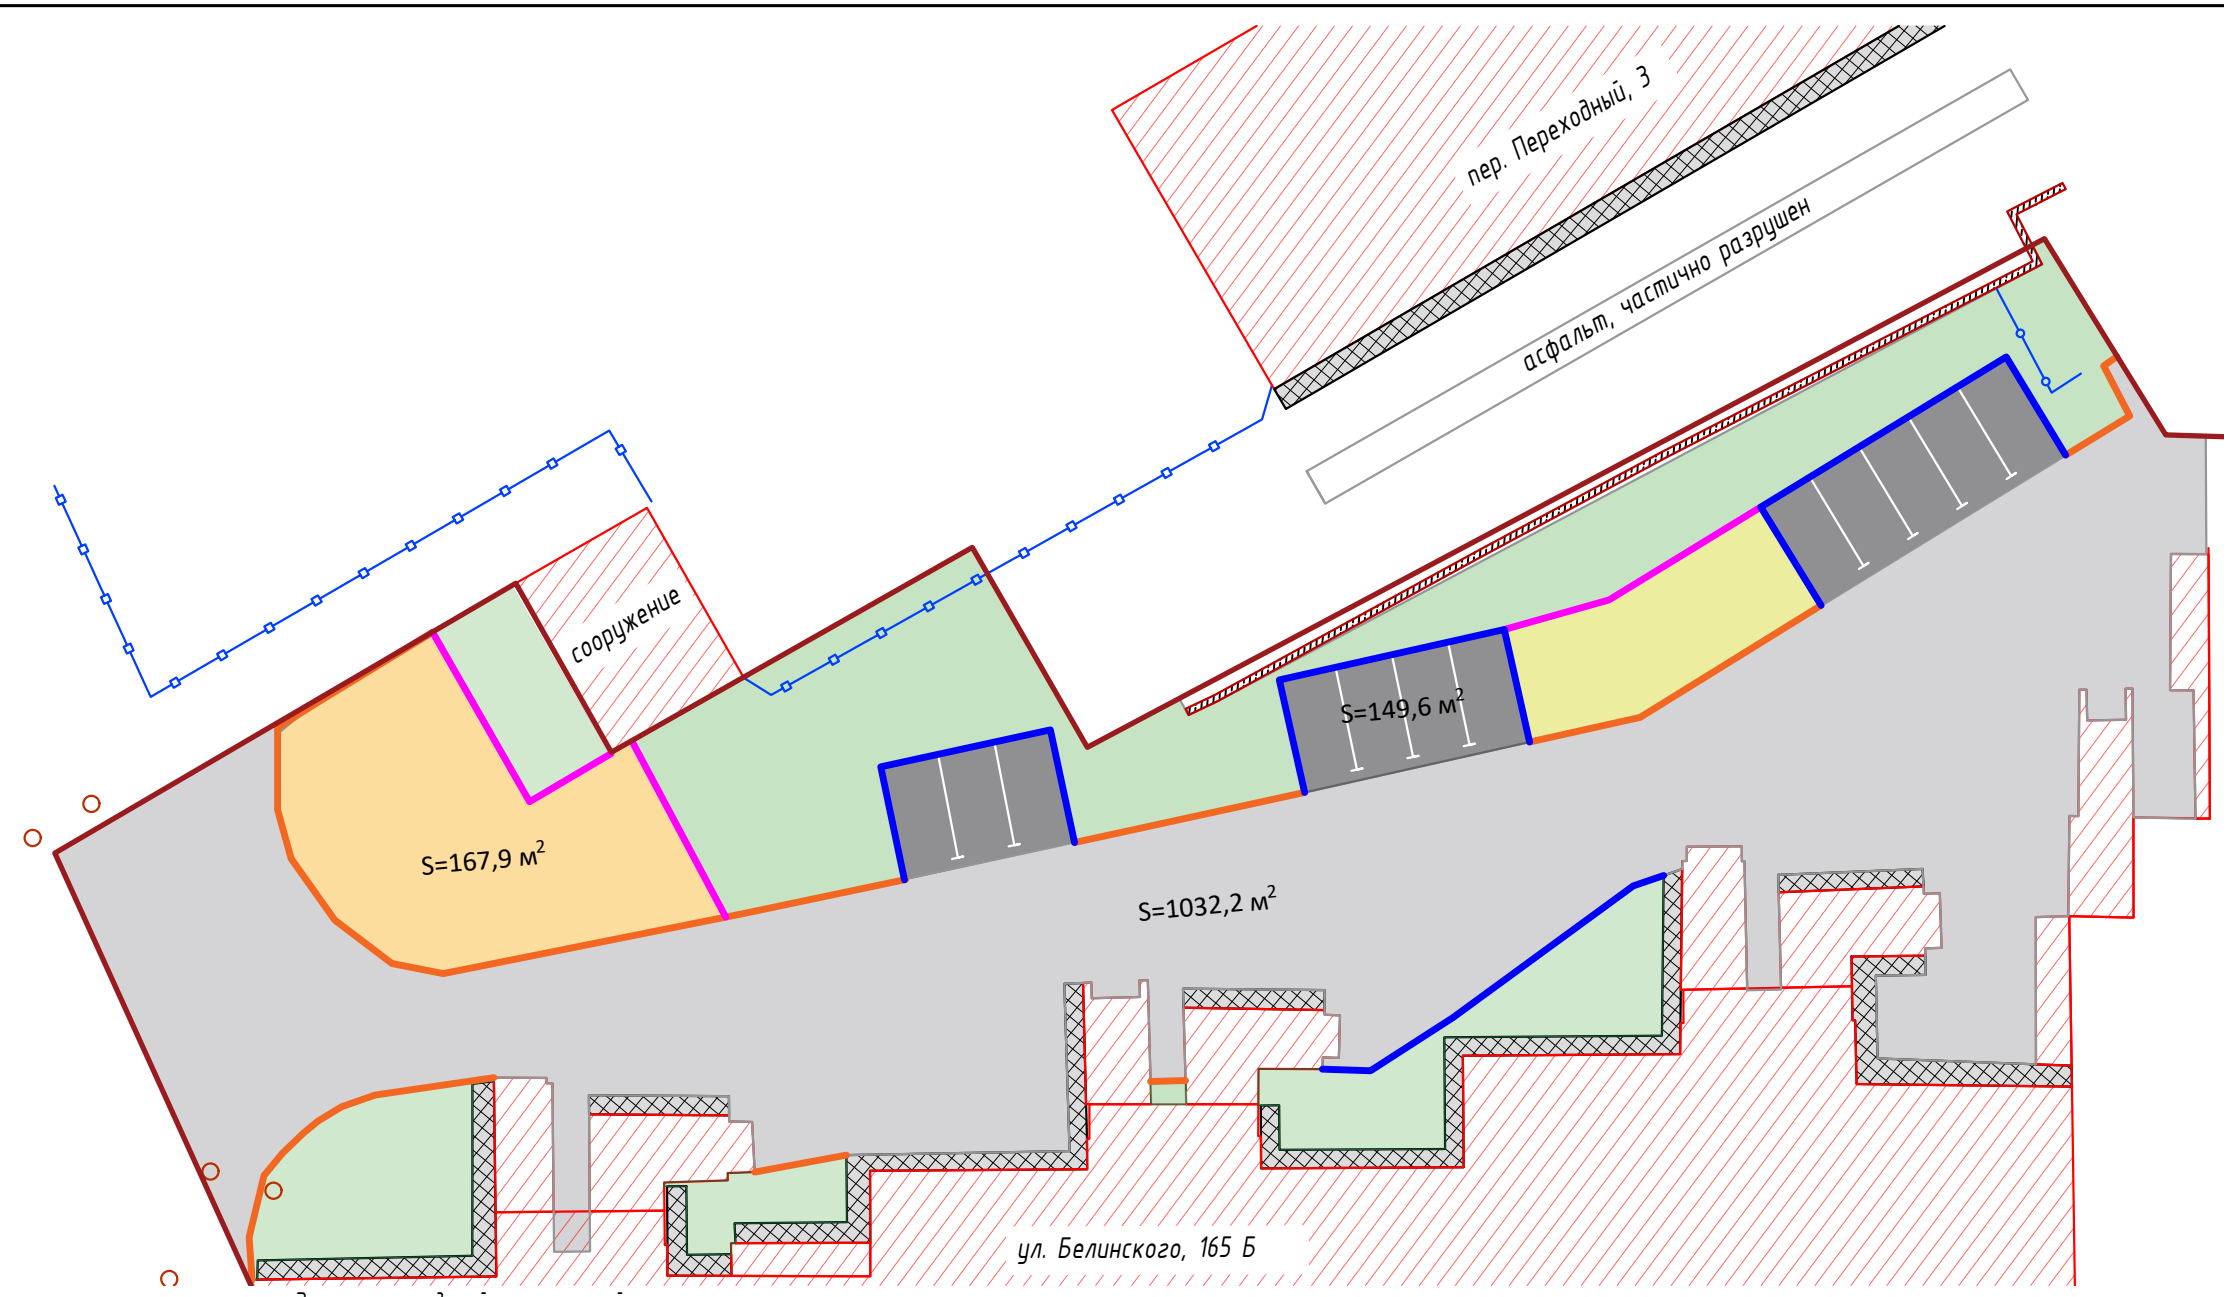 пер. Переходный, 3
асфальт, частично разрушен
сооружение
S=149,6 м²
S=167,9 м²
S=1032,2 м²
ул. Белинского, 165 Б